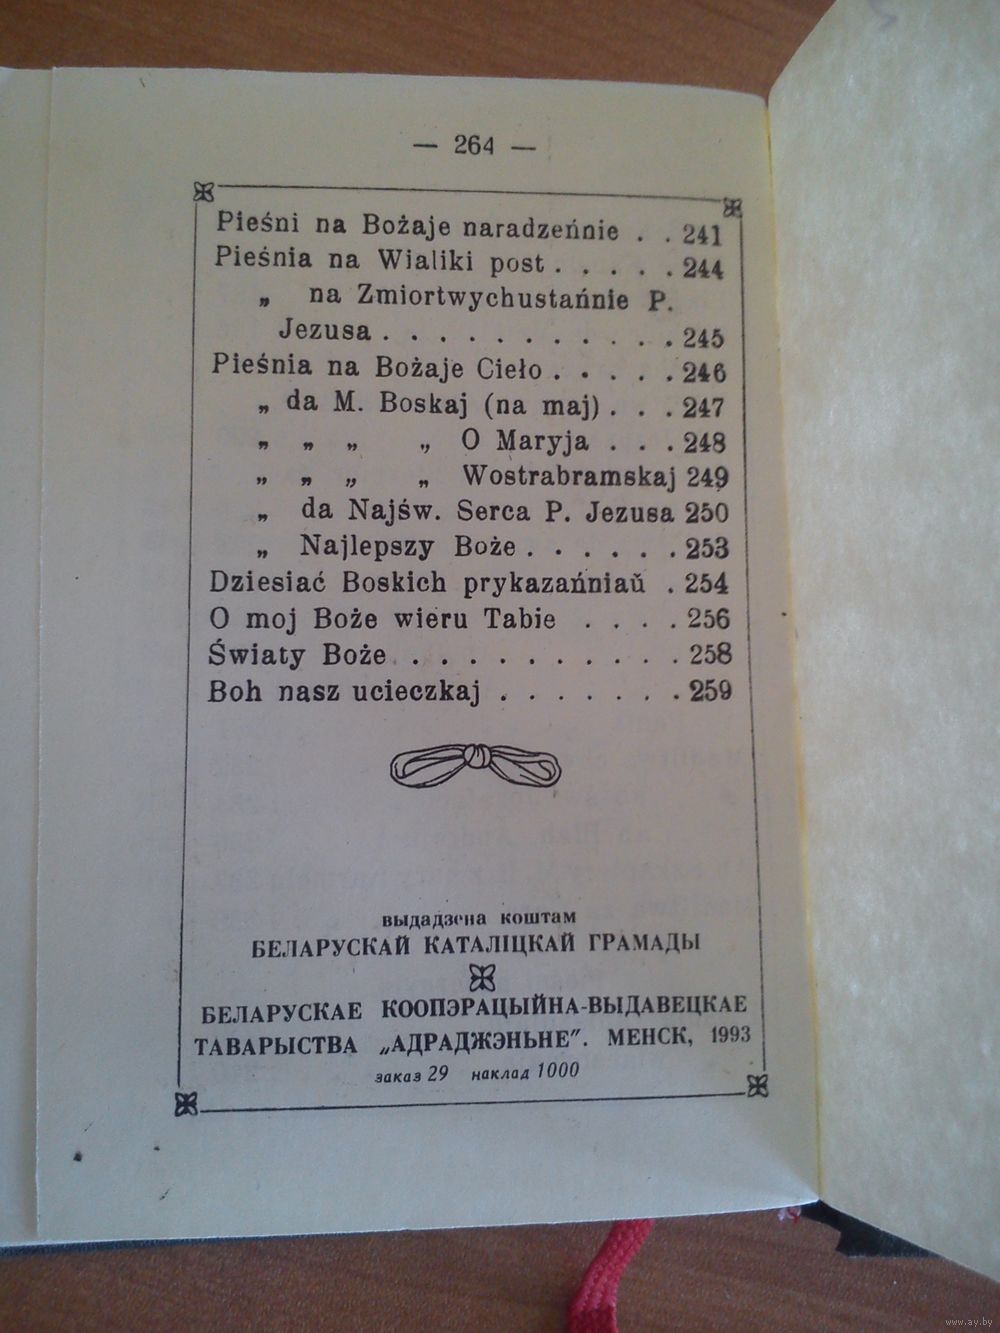 — 264 —
Pieśni na Bożaje naradzeńnie . . 241
Pieśnia na Wialiki post . . . . . 244
„ na Zmiortwychustańnie P.
Jezusa . . . . . . . . . . . 245
Pieśnia na Bożaje Cieło . . . . . 246
„ da M. Boskaj (na maj) . . . 247
„ „ „ „ O Maryja . . . 248
„ „ „ „ Wostrabramskaj 249
„ da Najśw. Serca P. Jezusa 250
„ Najlepszy Boże . . . . . . 253
Dziesiać Boskich prykazańniaŭ . 254
O moj Boże wieru Tabie . . . . 256
Światy Boże . . . . . . . . . . 258
Boh nasz ucieczkaj . . . . . . . 259
выдадзена коштам
БЕЛАРУСКАЙ КАТАЛІЦКАЙ ГРАМАДЫ
БЕЛАРУСКАЕ КООПЭРАЦЫЙНА-ВЫДАВЕЦКАЕ
ТАВАРЫСТВА „АДРАДЖЭНЬНЕ". МЕНСК, 1993
заказ 29 наклад 1000
www.ay.by